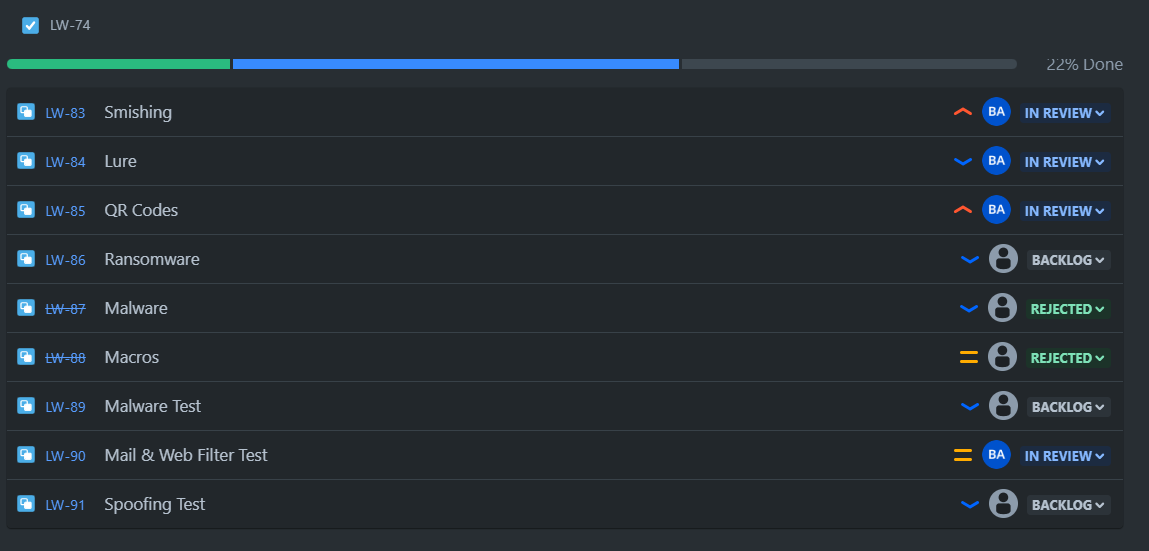 LW-74
22% Done
LW-83 Smishing BA IN REVIEW
LW-84 Lure BA IN REVIEW
LW-85 QR Codes BA IN REVIEW
LW-86 Ransomware BACKLOG
LW-87 Malware REJECTED
LW-88 Macros REJECTED
LW-89 Malware Test BACKLOG
LW-90 Mail & Web Filter Test BA IN REVIEW
LW-91 Spoofing Test BACKLOG